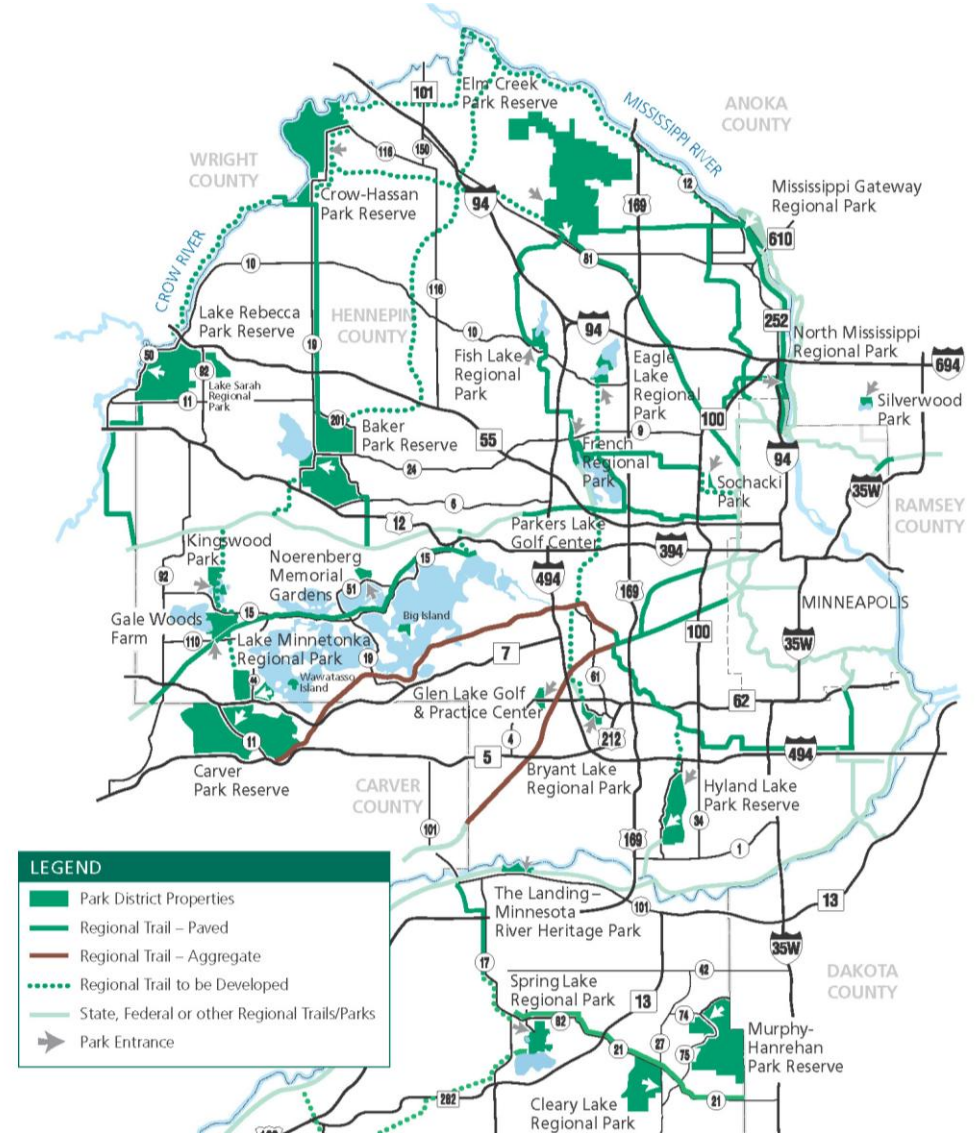 101
Elm Creek
Park Reserve
MISSISSIPPI RIVER
ANOKA
COUNTY
WRIGHT
COUNTY
116
150
12
Crow-Hassan
Park Reserve
94
169
Mississippi Gateway
Regional Park
610
CROW RIVER
81
10
116
Lake Rebecca
Park Reserve
HENNEPIN
COUNTY
10
94
252
North Mississippi
Regional Park
19
50
92
Fish Lake
Regional
Park
Eagle
Lake
Regional
Park
694
Lake Sarah
Regional
Park
11
Silverwood
Park
201
Baker
Park Reserve
55
9
100
French
Regional
Park
94
24
Sochacki
Park
35W
6
RAMSEY
COUNTY
12
Parkers Lake
Golf Center
394
Kingswood
Park
Noerenberg
Memorial
Gardens
15
92
51
494
169
Big Island
MINNEAPOLIS
Gale Woods
Farm
15
110
Lake Minnetonka
Regional Park
19
7
100
35W
44
Wawatasso
Island
61
Glen Lake Golf
& Practice Center
62
11
4
212
5
494
Carver
Park Reserve
Bryant Lake
Regional Park
Hyland Lake
Park Reserve
CARVER
COUNTY
101
34
169
1
LEGEND
Park District Properties
Regional Trail – Paved
Regional Trail – Aggregate
Regional Trail to be Developed
State, Federal or other Regional Trails/Parks
Park Entrance
The Landing–
Minnesota
River Heritage Park
101
13
35W
17
42
DAKOTA
COUNTY
Spring Lake
Regional Park
13
82
74
27
21
75
Murphy-
Hanrehan
Park Reserve
282
21
Cleary Lake
Regional Park